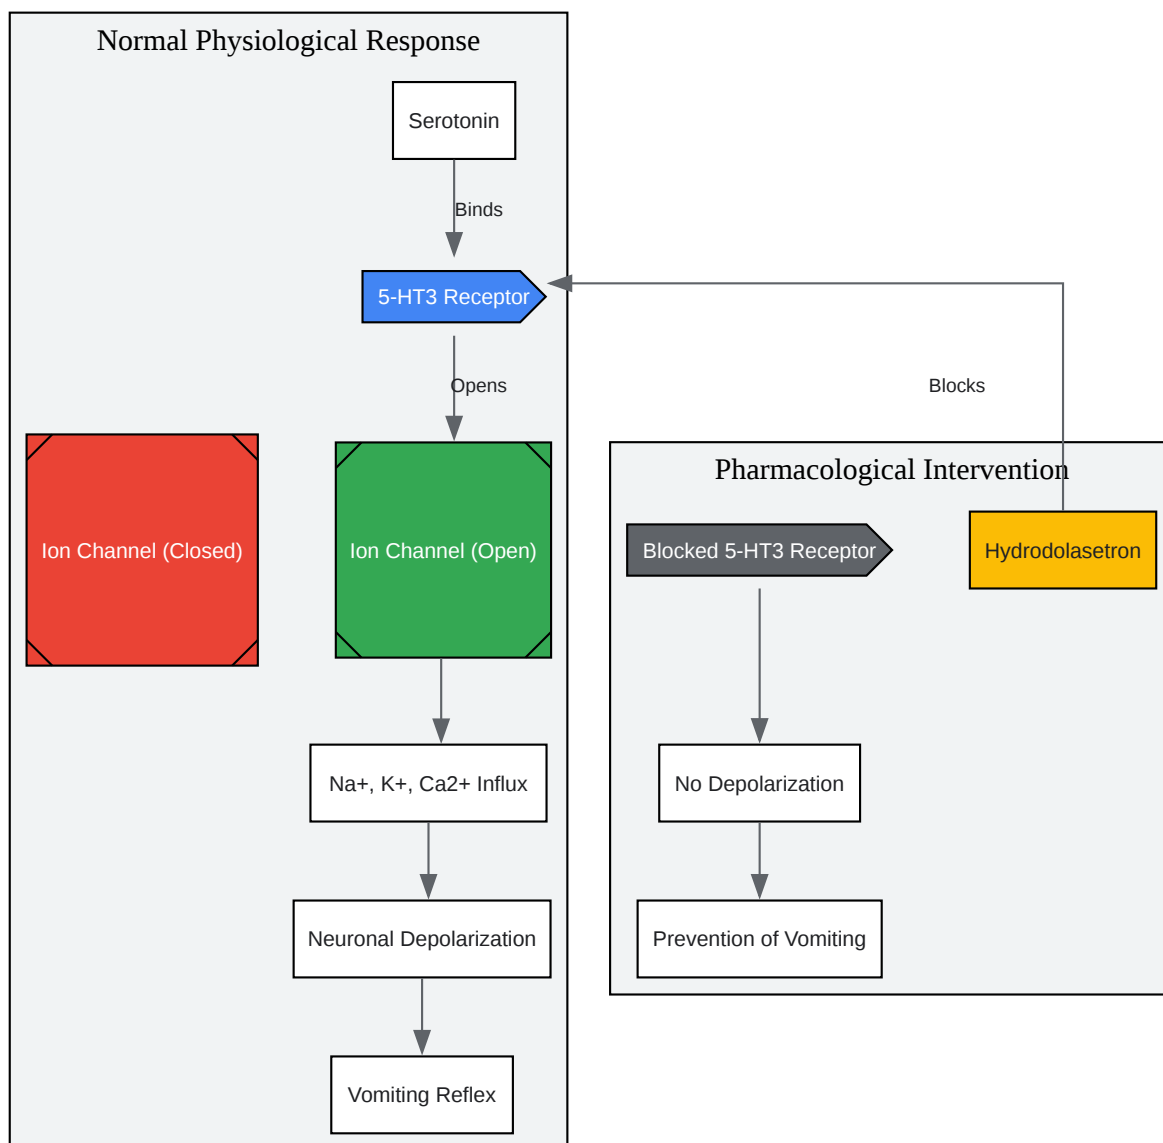 Normal Physiological Response
Serotonin
Binds
5-HT3 Receptor
Opens
Blocks
Ion Channel (Closed)
Ion Channel (Open)
Na+, K+, Ca2+ Influx
Neuronal Depolarization
Vomiting Reflex
Pharmacological Intervention
Blocked 5-HT3 Receptor
Hydrodolasetron
No Depolarization
Prevention of Vomiting